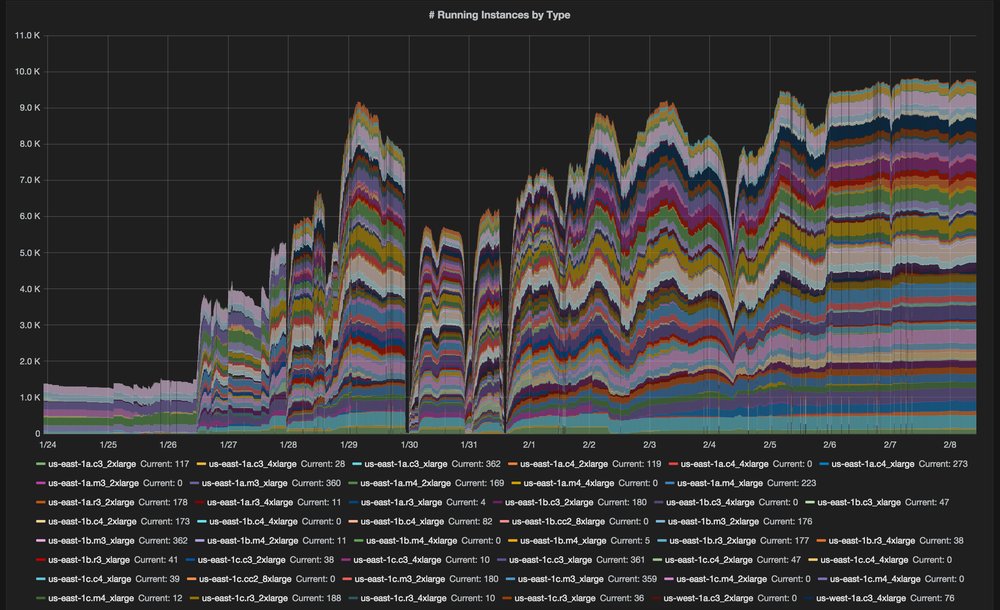 # Running Instances by Type
11.0 K
10.0 K
9.0 K
8.0 K
7.0 K
6.0 K
5.0 K
4.0 K
3.0 K
2.0 K
1.0 K
0
1/24 1/25 1/26 1/27 1/28 1/29 1/30 1/31 2/1 2/2 2/3 2/4 2/5 2/6 2/7 2/8
us-east-1a.c3_2xlarge Current: 117 us-east-1a.c3_4xlarge Current: 28 us-east-1a.c3_xlarge Current: 362 us-east-1a.c4_2xlarge Current: 119 us-east-1a.c4_4xlarge Current: 0 us-east-1a.c4_xlarge Current: 273
us-east-1a.m3_2xlarge Current: 0 us-east-1a.m3_xlarge Current: 360 us-east-1a.m4_2xlarge Current: 169 us-east-1a.m4_4xlarge Current: 0 us-east-1a.m4_xlarge Current: 223
us-east-1a.r3_2xlarge Current: 178 us-east-1a.r3_4xlarge Current: 11 us-east-1a.r3_xlarge Current: 4 us-east-1b.c3_2xlarge Current: 180 us-east-1b.c3_4xlarge Current: 0 us-east-1b.c3_xlarge Current: 47
us-east-1b.c4_2xlarge Current: 173 us-east-1b.c4_4xlarge Current: 0 us-east-1b.c4_xlarge Current: 82 us-east-1b.cc2_8xlarge Current: 0 us-east-1b.m3_2xlarge Current: 176
us-east-1b.m3_xlarge Current: 362 us-east-1b.m4_2xlarge Current: 11 us-east-1b.m4_4xlarge Current: 0 us-east-1b.m4_xlarge Current: 5 us-east-1b.r3_2xlarge Current: 177 us-east-1b.r3_4xlarge Current: 38
us-east-1b.r3_xlarge Current: 41 us-east-1c.c3_2xlarge Current: 38 us-east-1c.c3_4xlarge Current: 10 us-east-1c.c3_xlarge Current: 361 us-east-1c.c4_2xlarge Current: 47 us-east-1c.c4_4xlarge Current: 0
us-east-1c.c4_xlarge Current: 39 us-east-1c.cc2_8xlarge Current: 0 us-east-1c.m3_2xlarge Current: 180 us-east-1c.m3_xlarge Current: 359 us-east-1c.m4_2xlarge Current: 0 us-east-1c.m4_4xlarge Current: 0
us-east-1c.m4_xlarge Current: 12 us-east-1c.r3_2xlarge Current: 188 us-east-1c.r3_4xlarge Current: 10 us-east-1c.r3_xlarge Current: 36 us-west-1a.c3_2xlarge Current: 0 us-west-1a.c3_4xlarge Current: 76